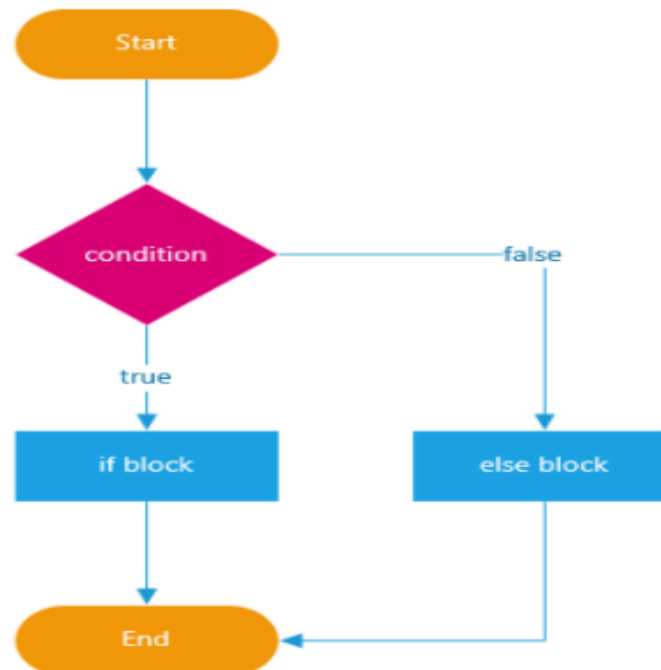 Start
condition
false
true
if block
else block
End